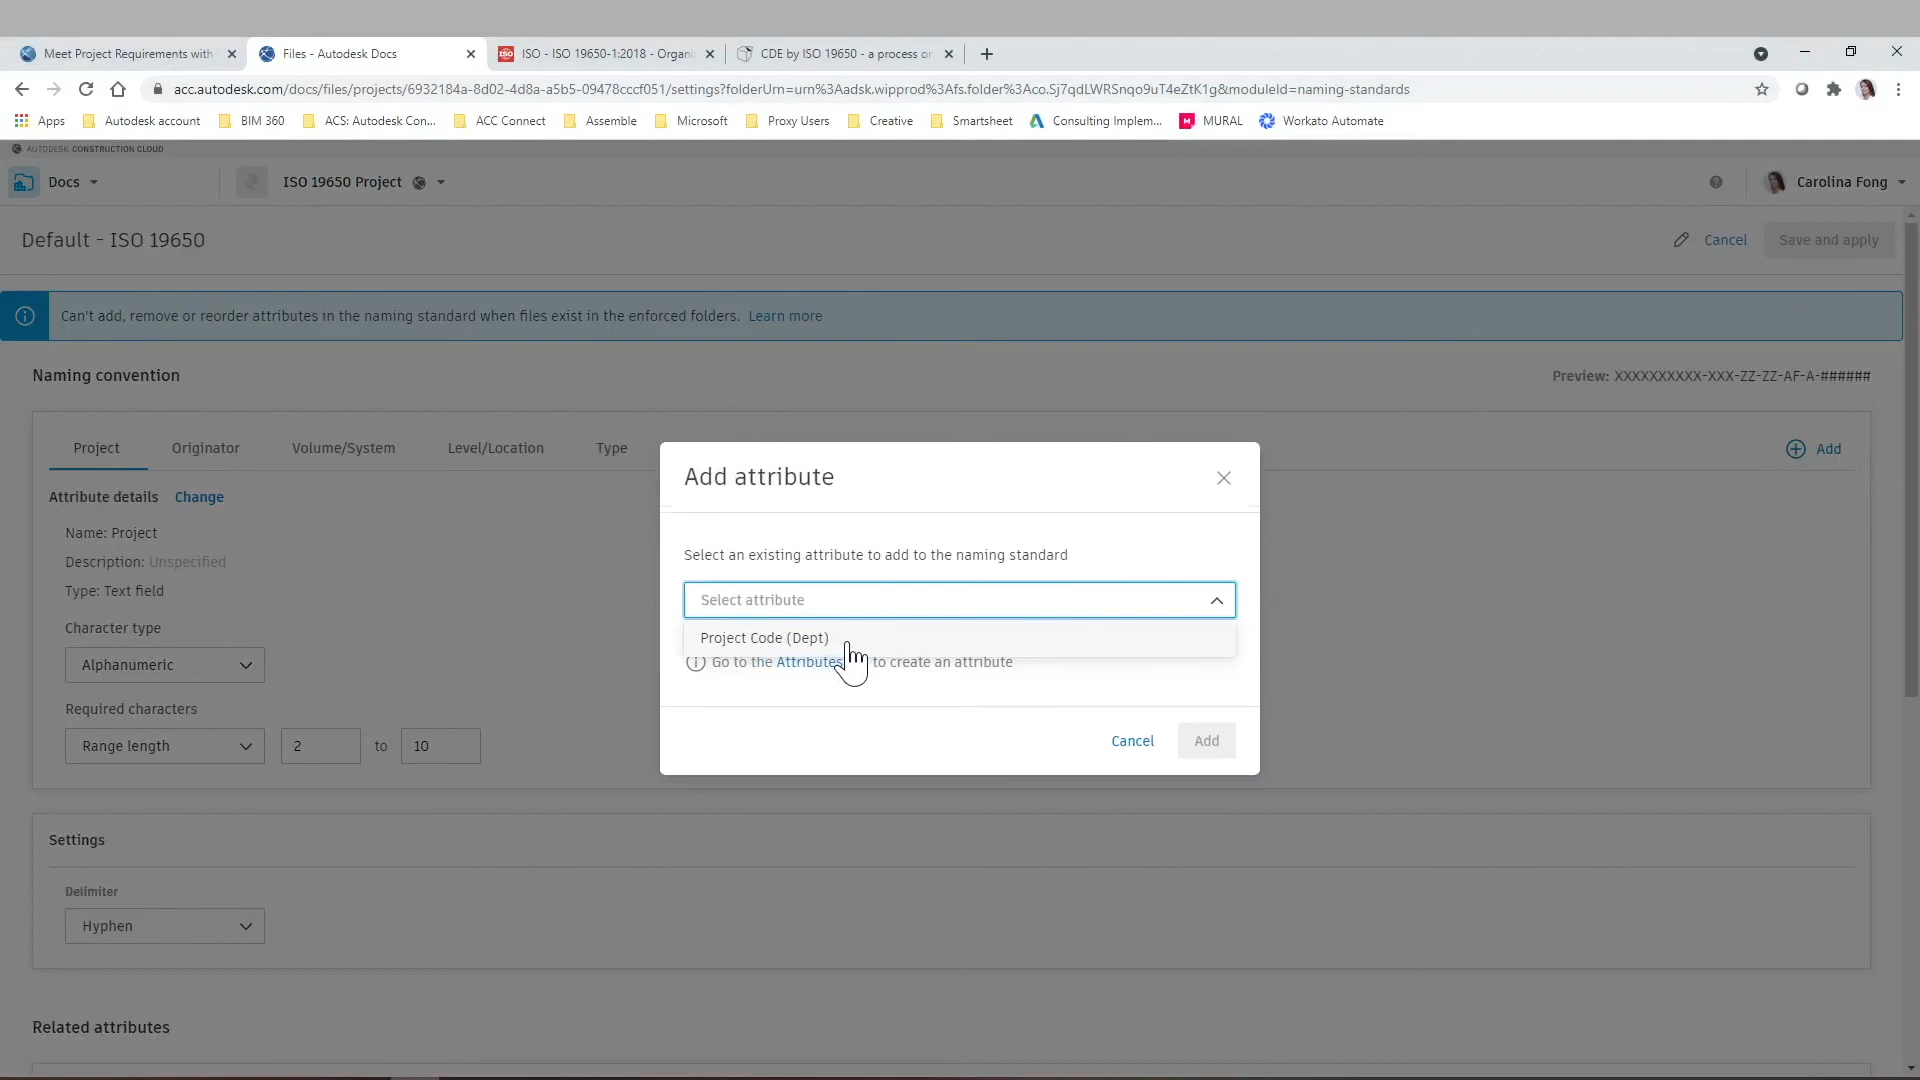 Meet Project Requirements with
Files - Autodesk Docs
ISO - ISO 19650-1:2018 - Organi
CDE by ISO 19650 - a process or
acc.autodesk.com/docs/files/projects/6932184a-8d02-4d8a-a5b5-09478cccf051/settings?folderUrn=urn%3Aadsk.wipprod%3Afs.folder%3Aco.Sj7qdLWRSnqo9uT4eZtK1g&moduleId=naming-standards
Apps Autodesk account BIM 360 ACS: Autodesk Con... ACC Connect Assemble Microsoft Proxy Users Creative Smartsheet Consulting Implem... MURAL Workato Automate
AUTODESK CONSTRUCTION CLOUD
Docs ISO 19650 Project Carolina Fong
Default - ISO 19650 Cancel Save and apply
Can't add, remove or reorder attributes in the naming standard when files exist in the enforced folders. Learn more
Naming convention Preview: XXXXXXXXXX-XXX-ZZ-ZZ-AF-A-######
Project Originator Volume/System Level/Location Type Add
Attribute details Change
Name: Project
Description: Unspecified
Type: Text field
Character type
Alphanumeric
Required characters
Range length 2 to 10
Settings
Delimiter
Hyphen
Related attributes
Add attribute
Select an existing attribute to add to the naming standard
Select attribute
Project Code (Dept)
Go to the Attributes to create an attribute
Cancel Add